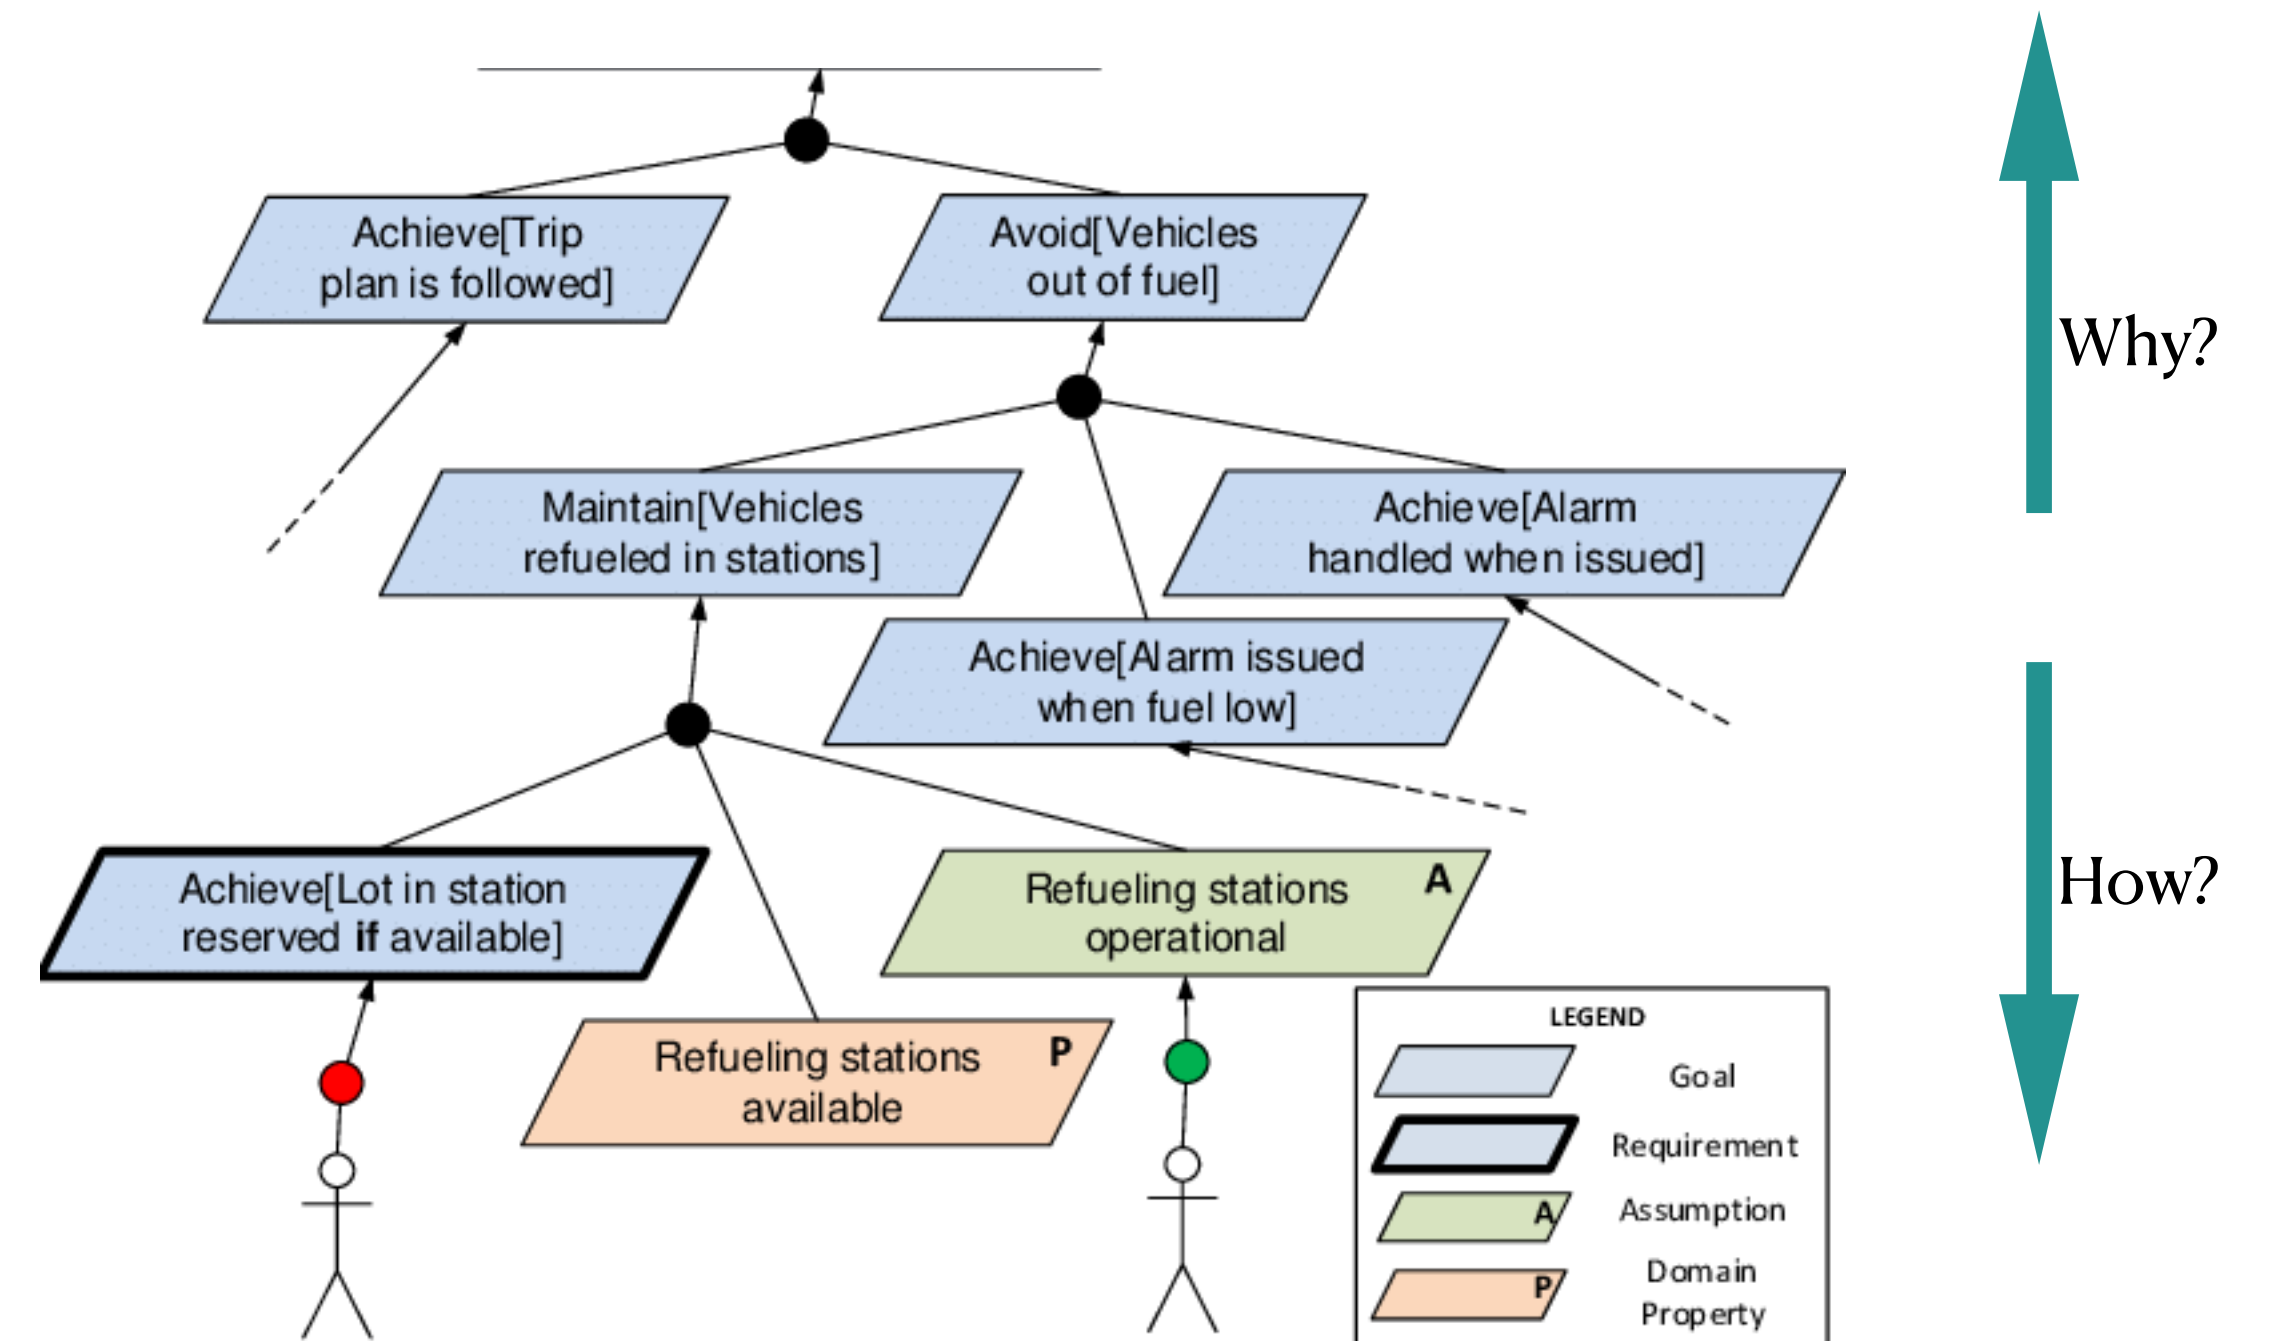 Achieve[Trip
plan is followed]
Avoid[Vehicles
out of fuel]
Why?
Maintain[Vehicles
refueled in stations]
Achieve[Alarm
handled when issued]
Achieve[Alarm issued
when fuel low]
Achieve[Lot in station
reserved if available]
Refueling stations
operational
A
How?
Refueling stations
available
P
LEGEND
Goal
Requirement
A
Assumption
P
Domain
Property